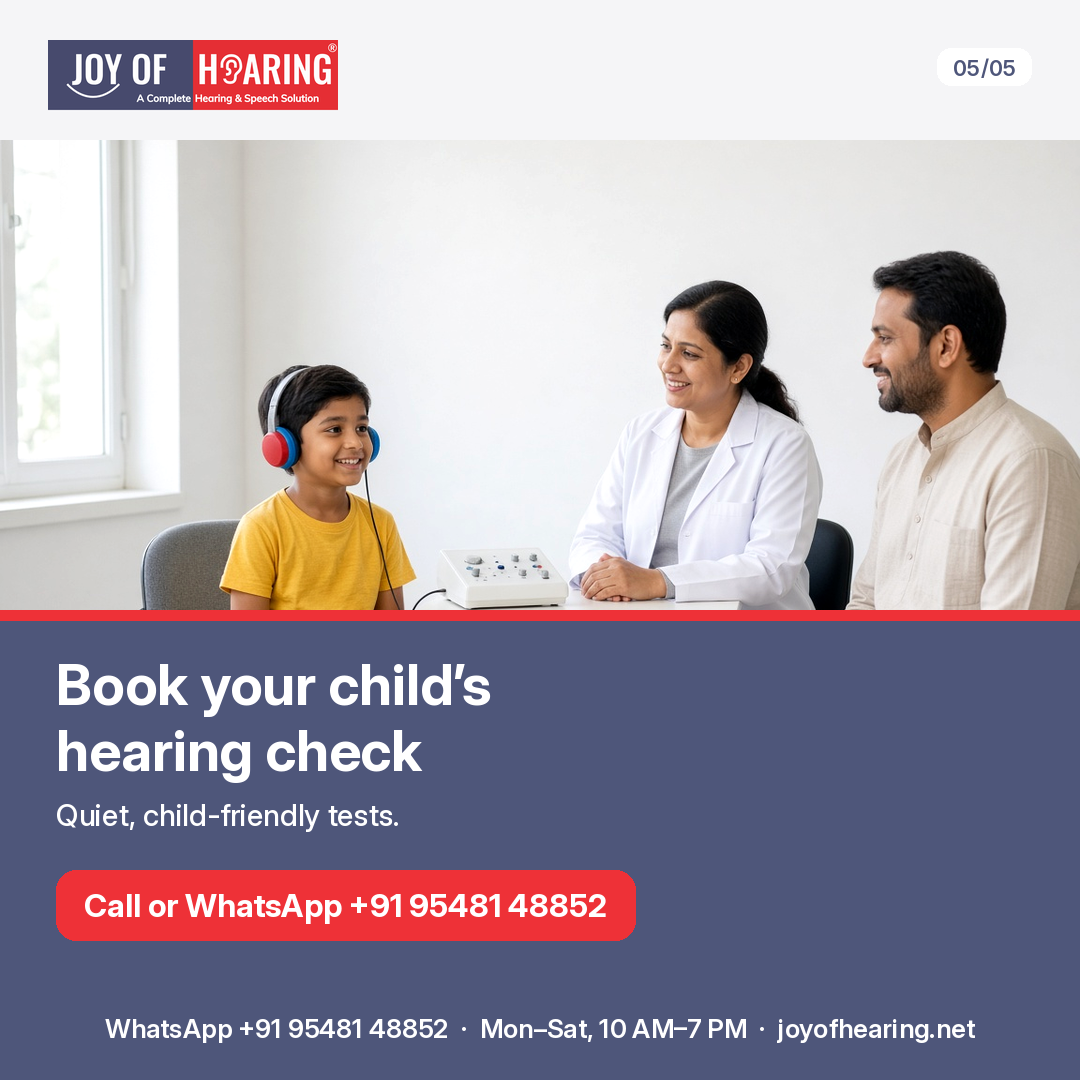 JOY OF HEARING®
A Complete Hearing & Speech Solution
05/05
Book your child’s
hearing check
Quiet, child-friendly tests.
Call or WhatsApp +91 95481 48852
WhatsApp +91 95481 48852 · Mon–Sat, 10 AM–7 PM · joyofhearing.net